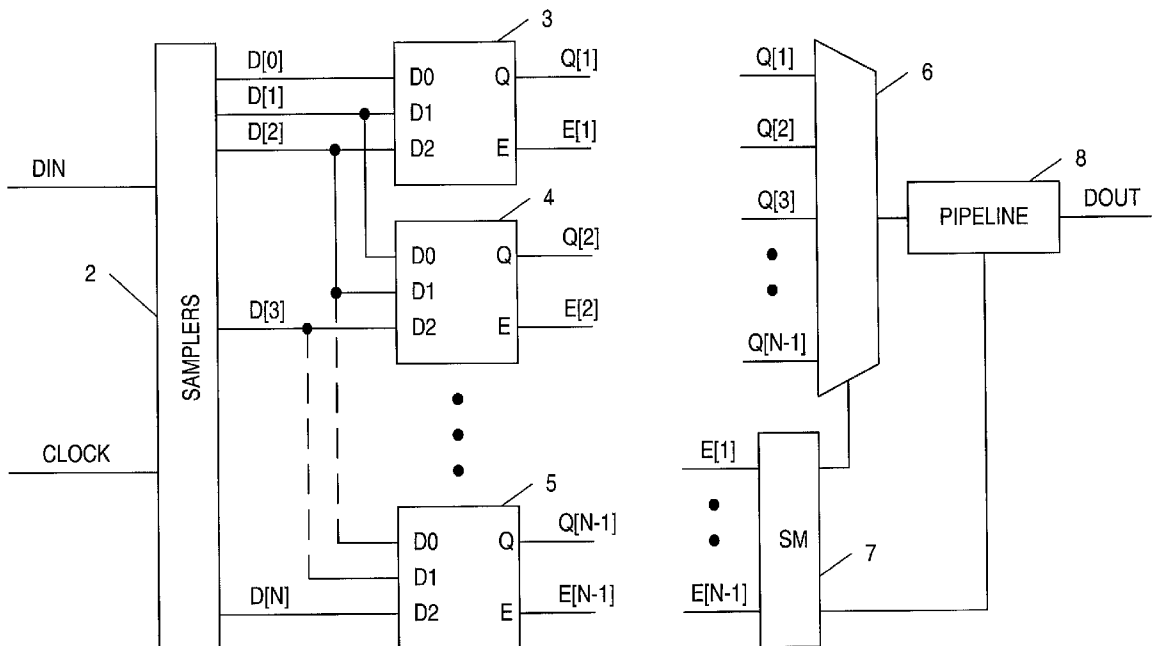 3
D[0]
D0
Q
Q[1]
D[1]
D1
D[2]
D2
E
E[1]
DIN
4
D[3]
D0
Q
Q[2]
D1
D2
E
E[2]
2
SAMPLERS
CLOCK
5
D0
Q
Q[N-1]
D1
D[N]
D2
E
E[N-1]
Q[1]
6
Q[2]
Q[3]
8
PIPELINE
DOUT
Q[N-1]
E[1]
SM
7
E[N-1]